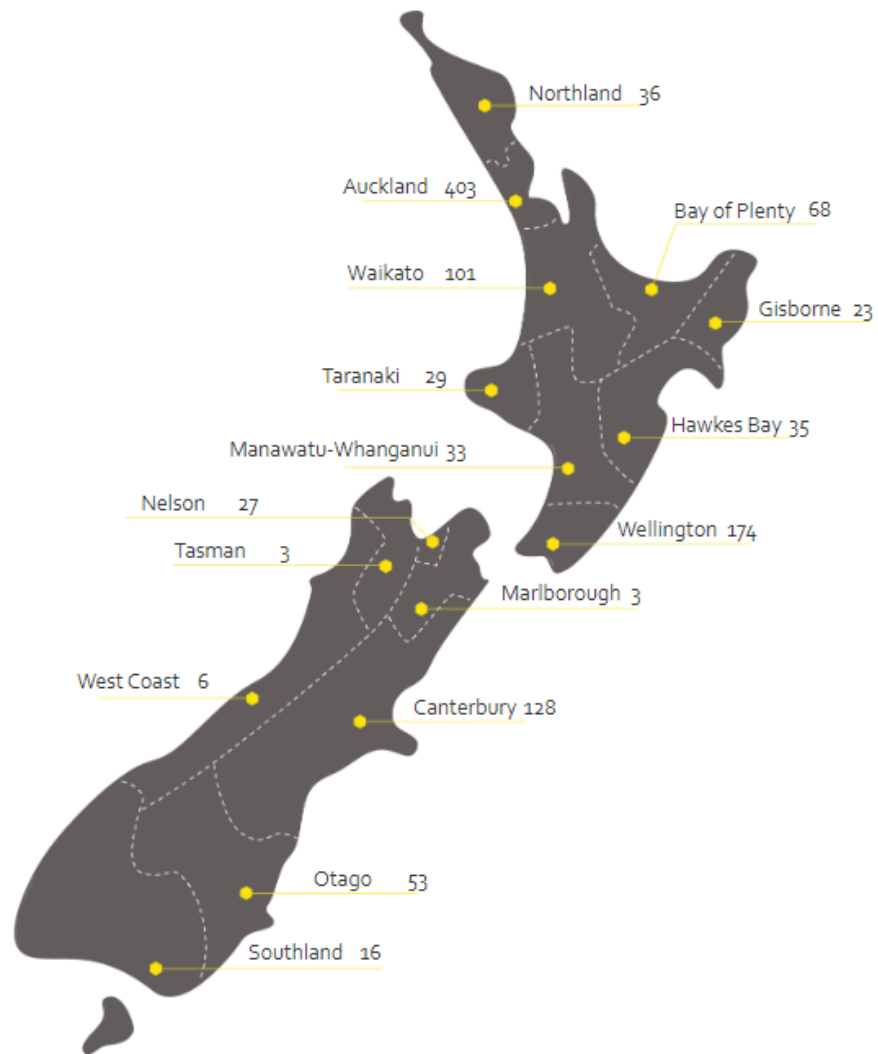 Northland 36
Auckland 403
Bay of Plenty 68
Waikato 101
Gisborne 23
Taranaki 29
Hawkes Bay 35
Manawatu-Whanganui 33
Nelson 27
Wellington 174
Tasman 3
Marlborough 3
West Coast 6
Canterbury 128
Otago 53
Southland 16